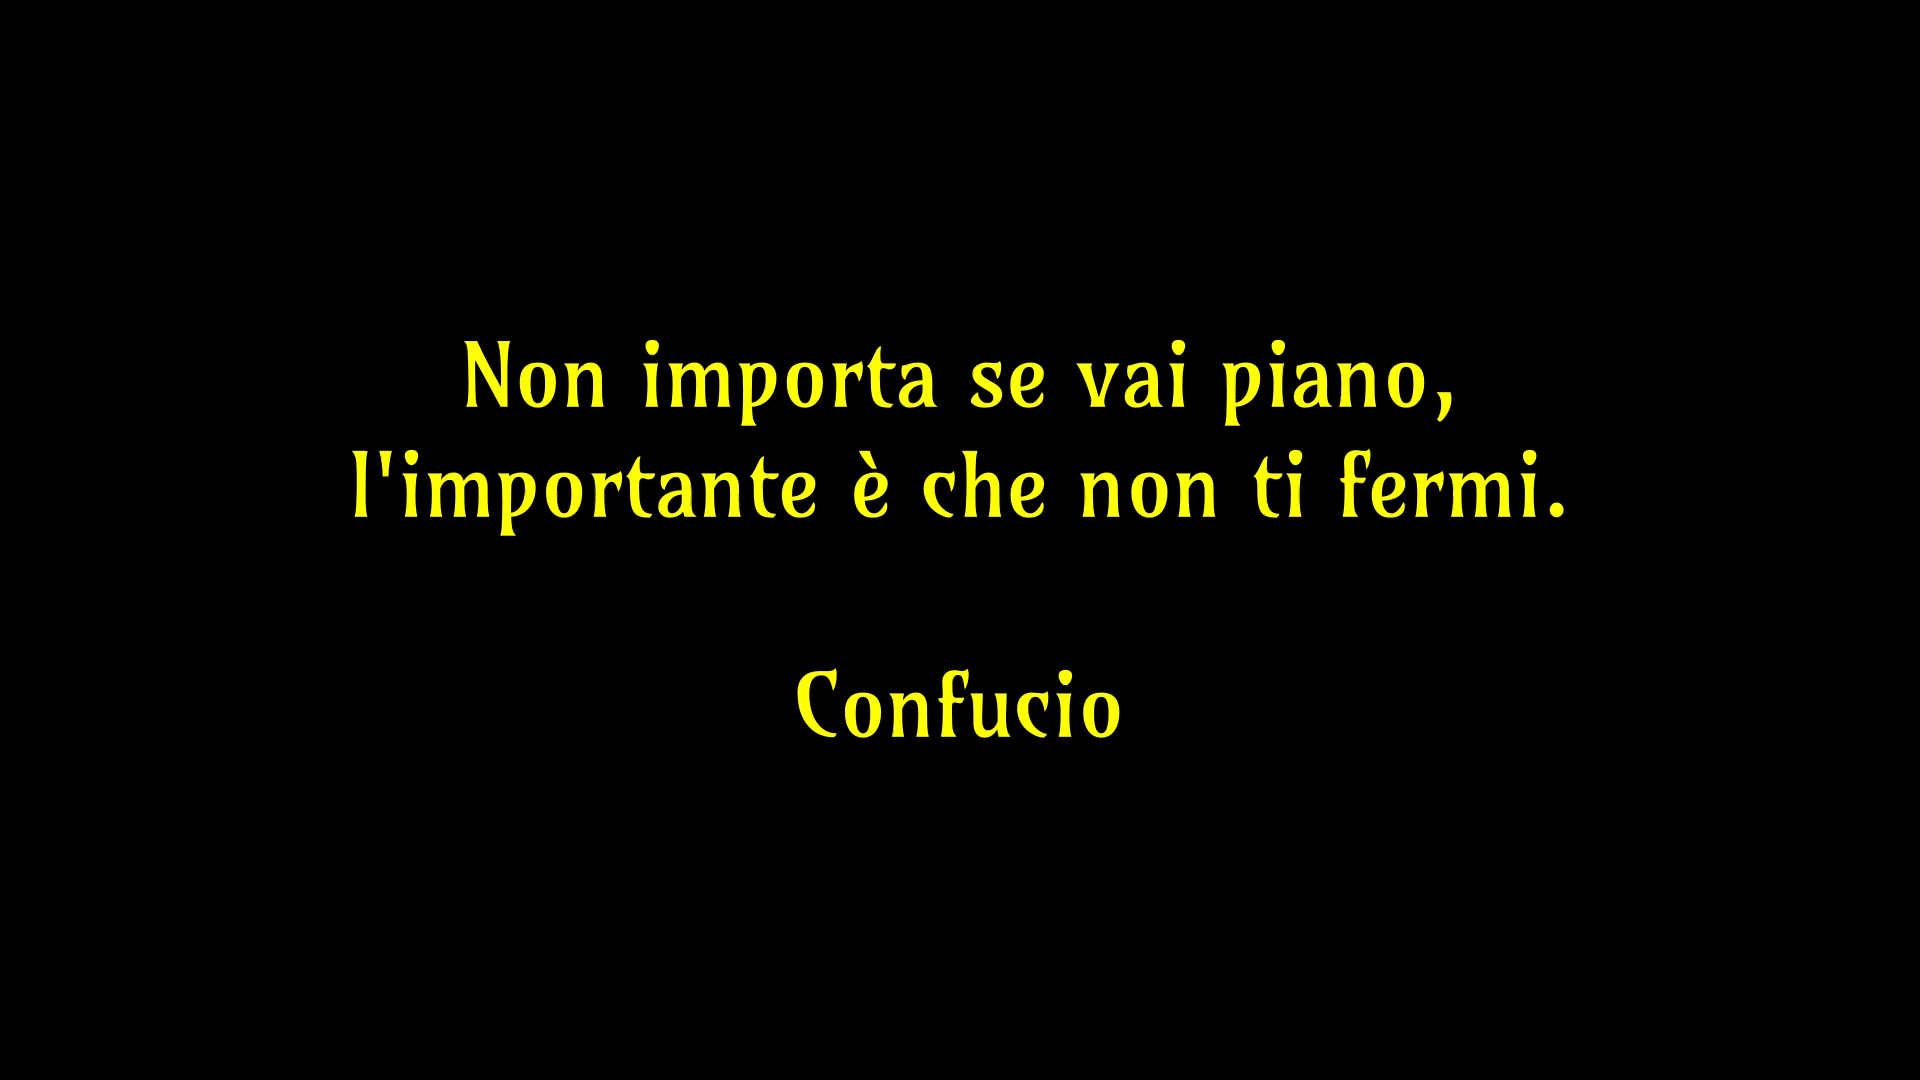 Non importa se vai piano,
l'importante è che non ti fermi.
Confucio